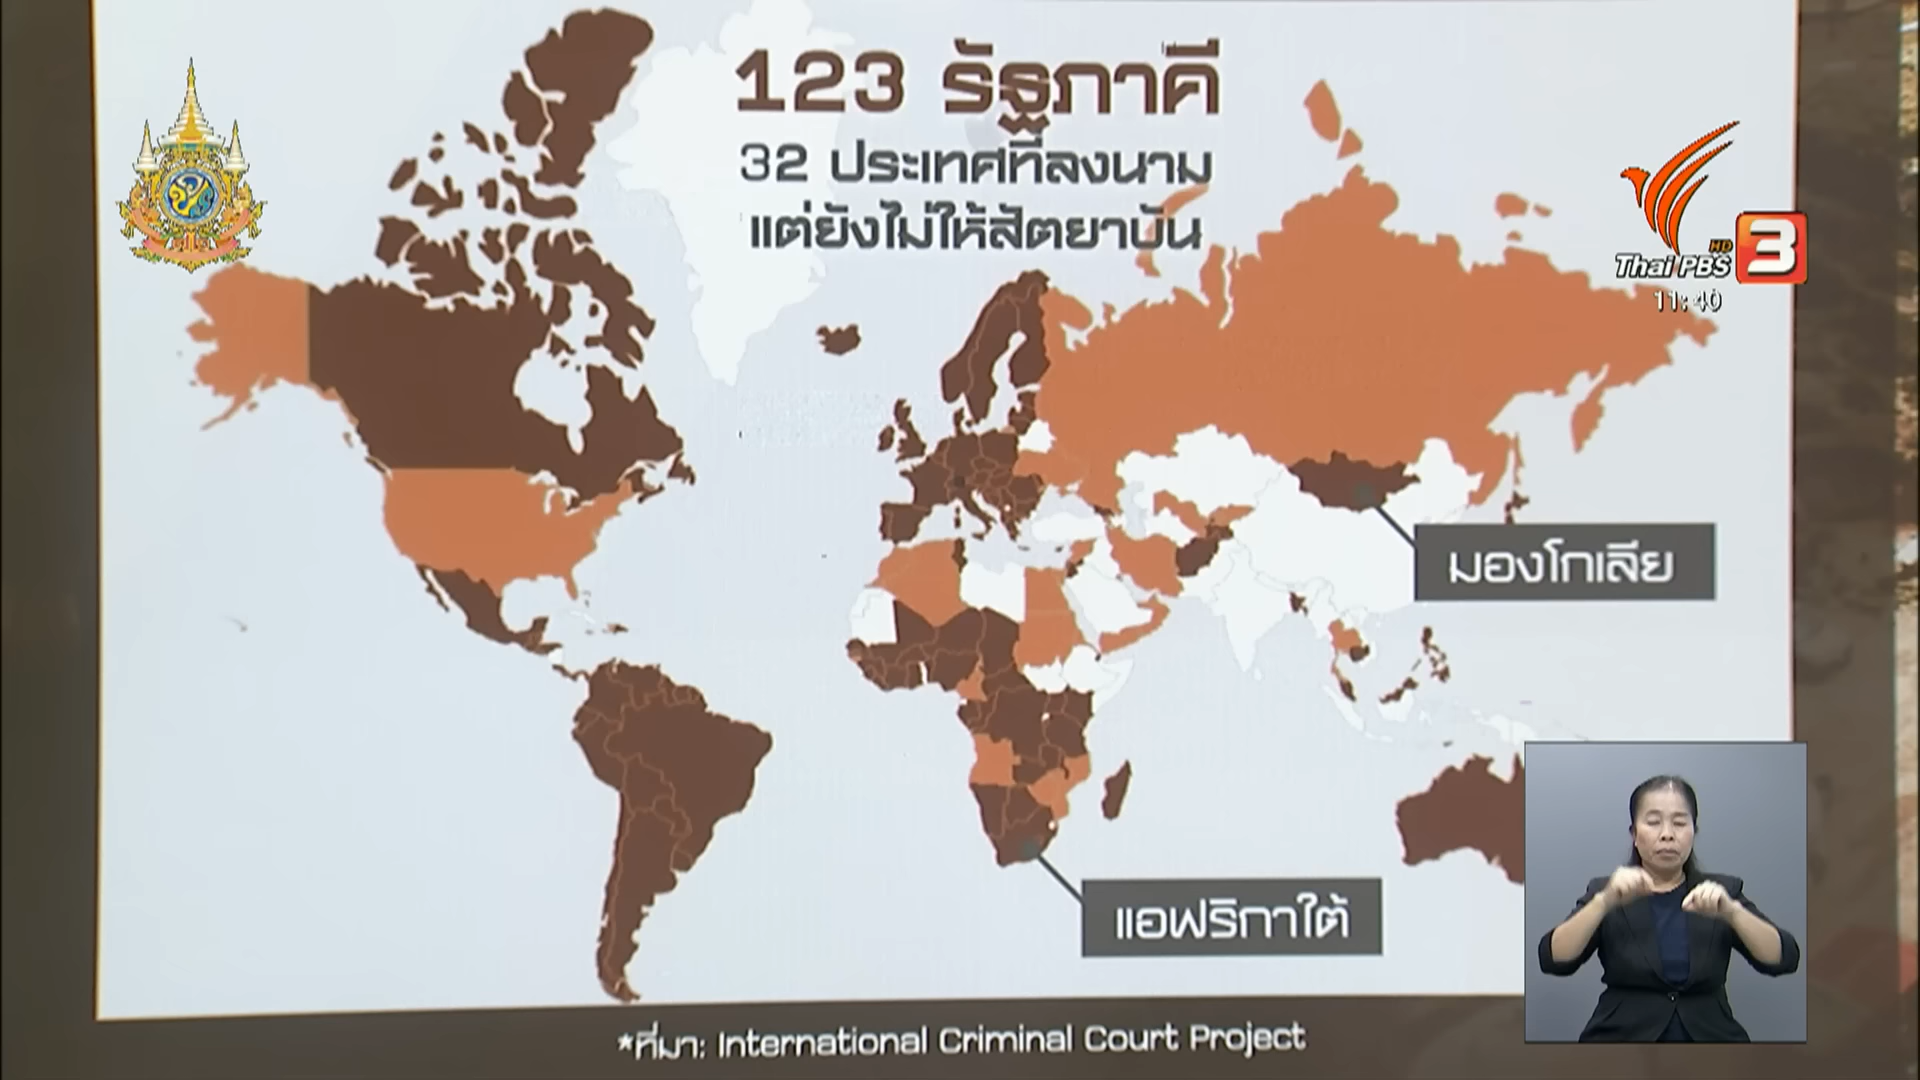 123 รัฐภาคี
32 ประเทศที่ลงนาม
แต่ยังไม่ให้สัตยาบัน
HD
Thai PBS 3
11:40
มองโกเลีย
แอฟริกาใต้
*ที่มา: International Criminal Court Project